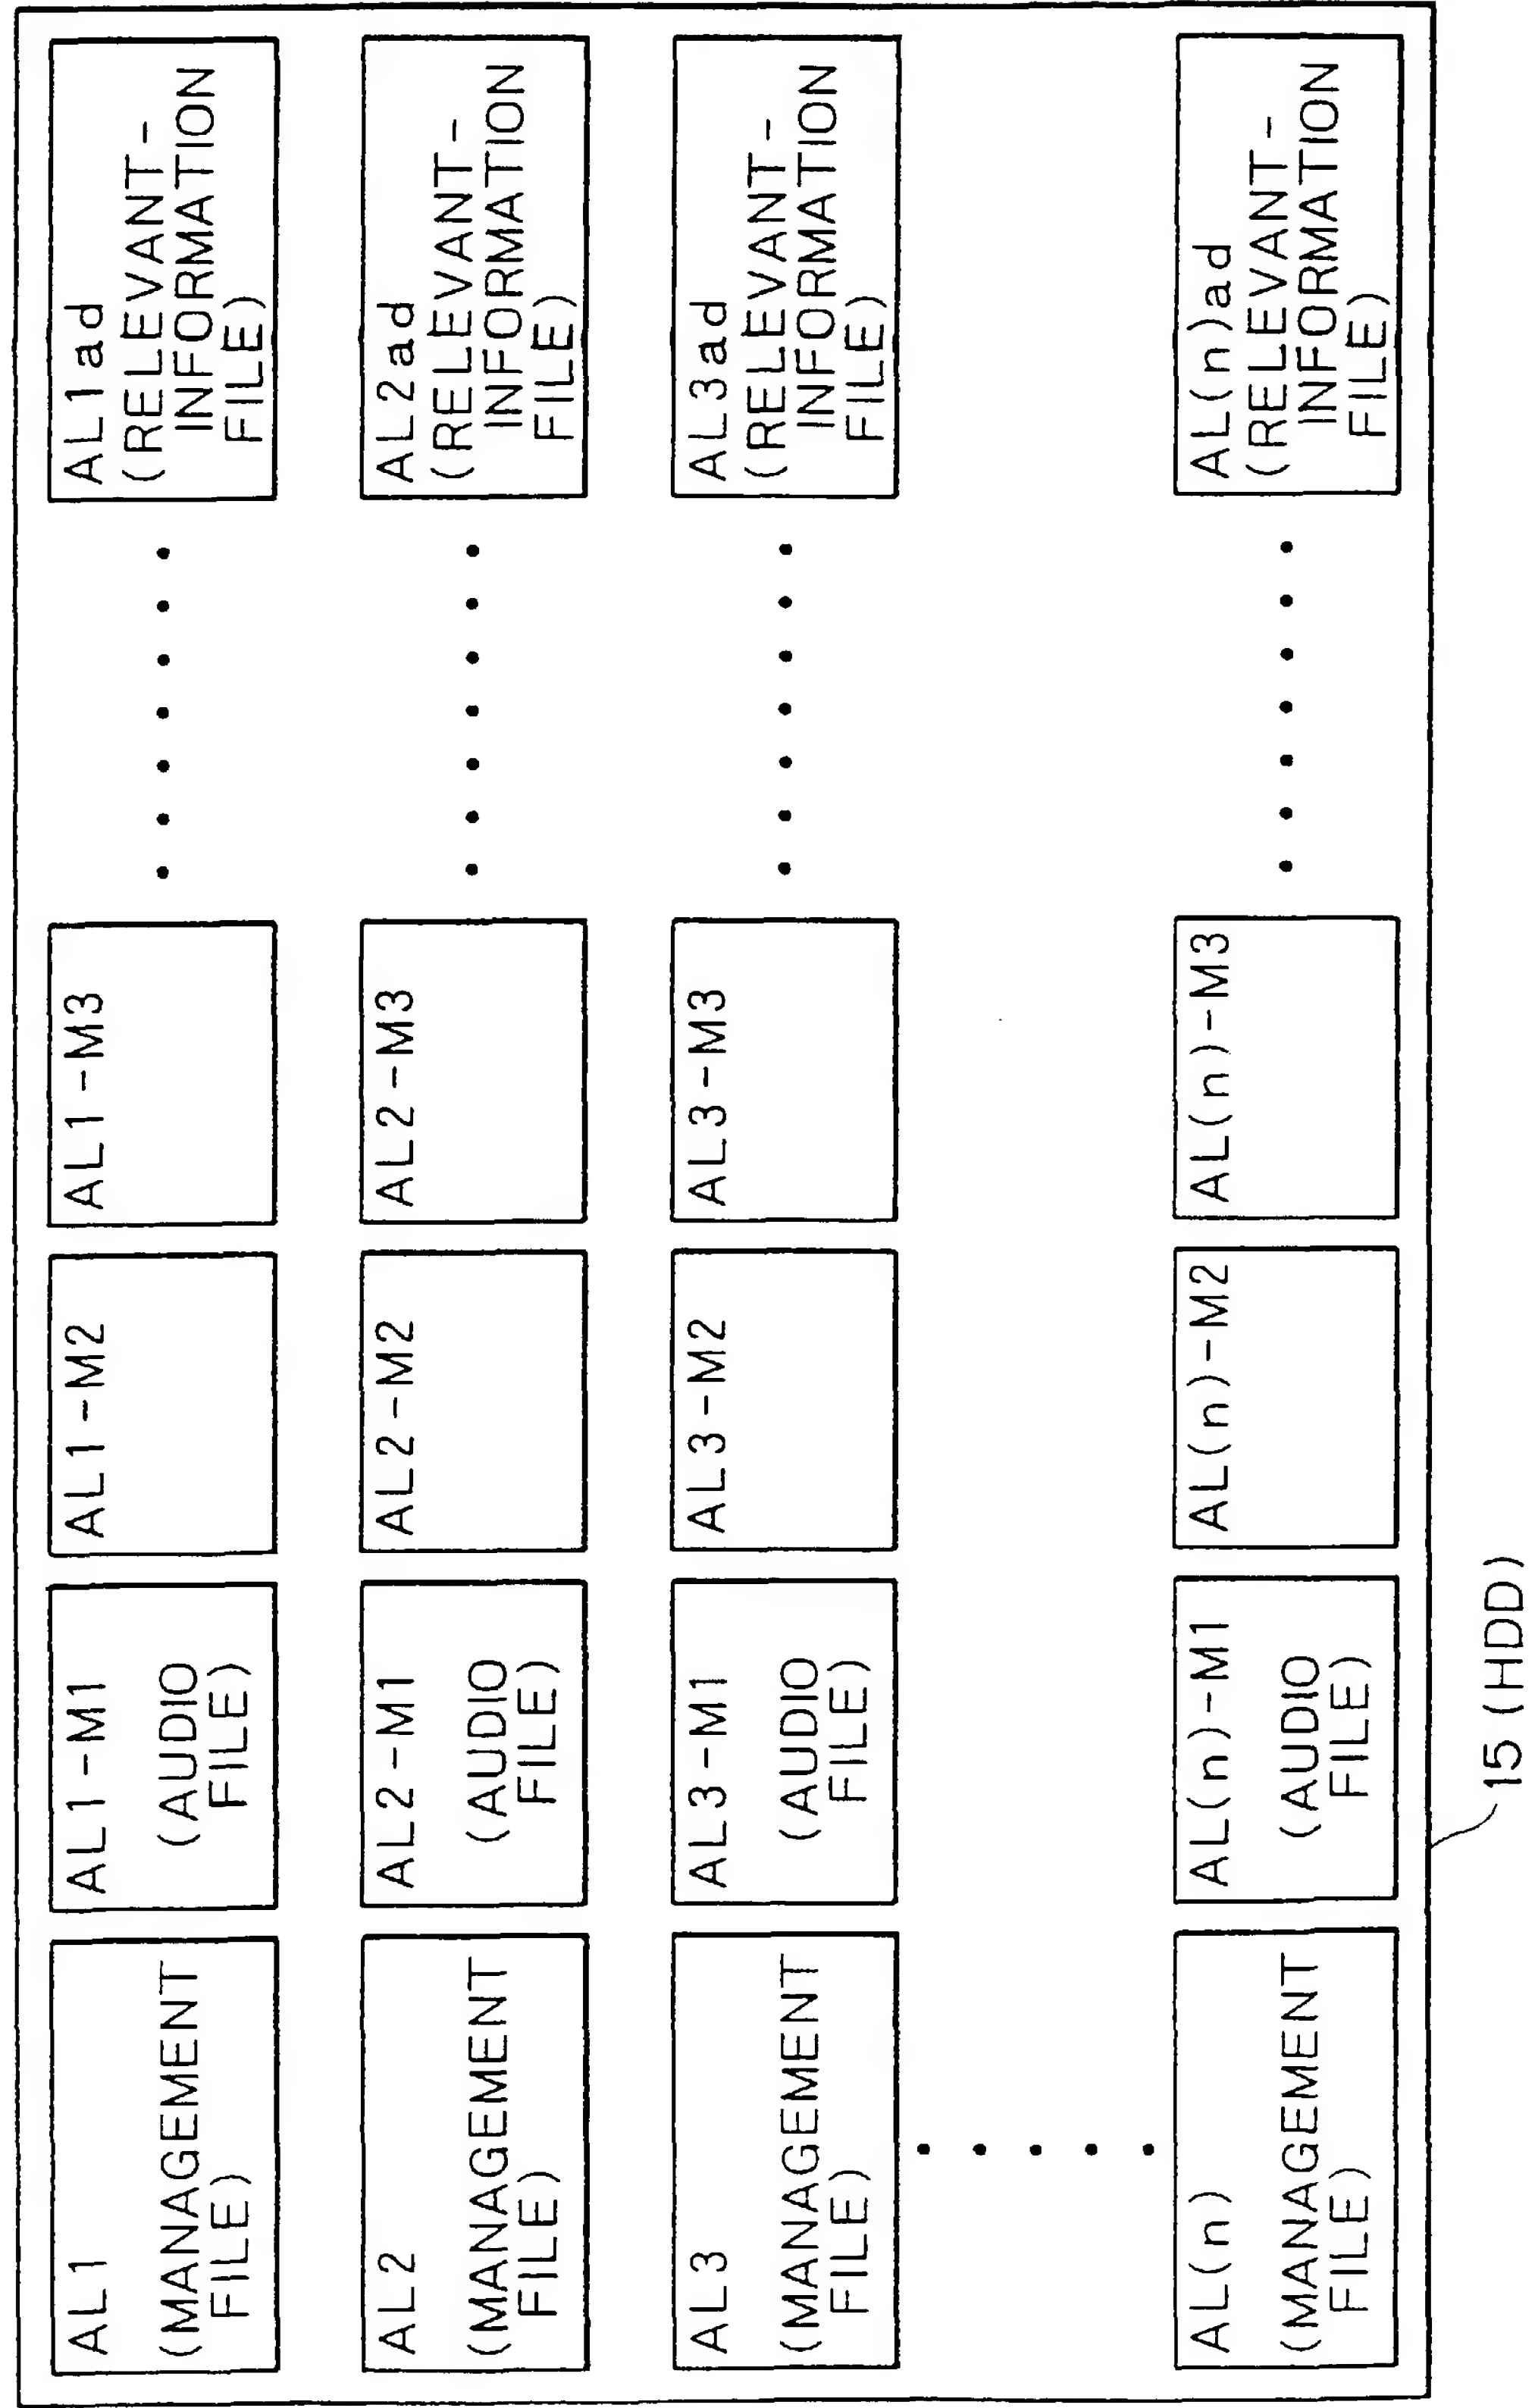 AL1
(MANAGEMENT
FILE)
AL1-M1
(AUDIO
FILE)
AL1-M2
AL1-M3
AL1ad
(RELEVANT-
INFORMATION
FILE)
AL2
(MANAGEMENT
FILE)
AL2-M1
(AUDIO
FILE)
AL2-M2
AL2-M3
AL2ad
(RELEVANT-
INFORMATION
FILE)
AL3
(MANAGEMENT
FILE)
AL3-M1
(AUDIO
FILE)
AL3-M2
AL3-M3
AL3ad
(RELEVANT-
INFORMATION
FILE)
AL(n)
(MANAGEMENT
FILE)
AL(n)-M1
(AUDIO
FILE)
AL(n)-M2
AL(n)-M3
AL(n)ad
(RELEVANT-
INFORMATION
FILE)
15 (HDD)